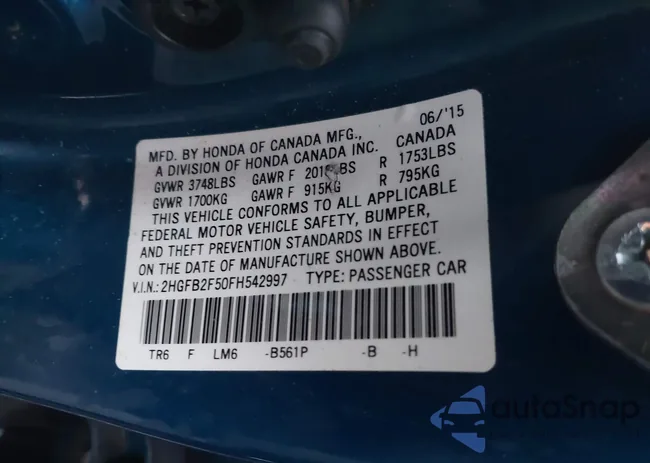 06/'15
MFD. BY HONDA OF CANADA MFG., CANADA
A DIVISION OF HONDA CANADA INC.
GVWR 3748LBS GAWR F R 1753LBS
GVWR 1700KG GAWR F 915KG R 795KG
THIS VEHICLE CONFORMS TO ALL APPLICABLE
FEDERAL MOTOR VEHICLE SAFETY, BUMPER,
AND THEFT PREVENTION STANDARDS IN EFFECT
ON THE DATE OF MANUFACTURE SHOWN ABOVE.
V.I.N.: 2HGFB2F50FH542997 TYPE: PASSENGER CAR
TR6 F LM6 -B561P -B -H
autoSnap